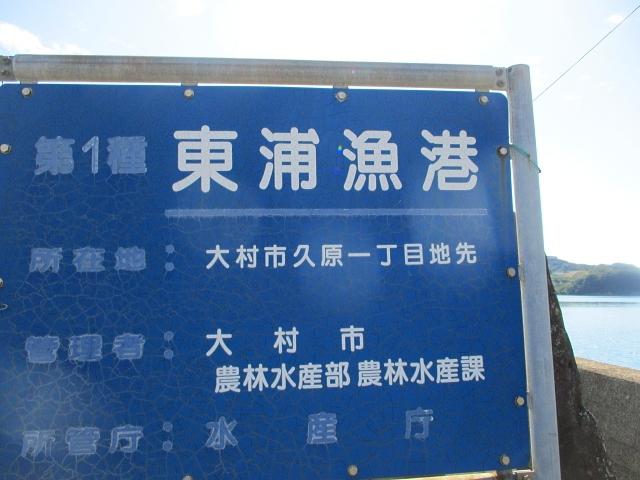 第1種 東浦漁港
所在地: 大村市久原一丁目地先
管理者: 大村市
農林水産部 農林水産課
所管庁: 水産庁